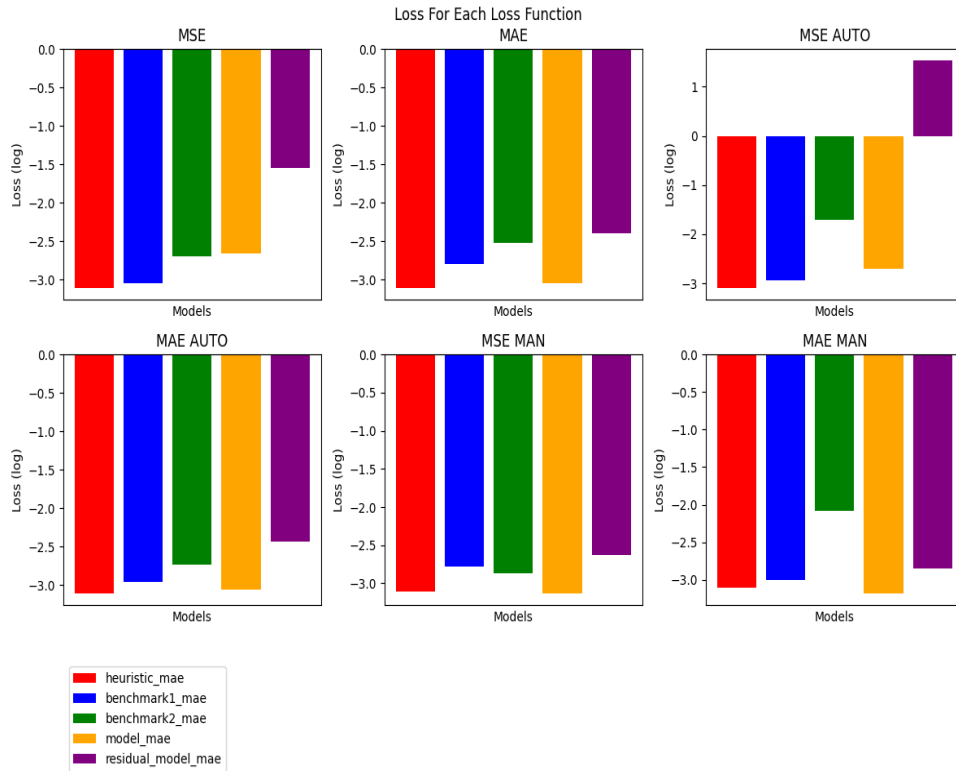 Loss For Each Loss Function
MSE
MAE
MSE AUTO
0.0
−0.5
−1.0
−1.5
−2.0
−2.5
−3.0
Loss (log)
Models
0.0
−0.5
−1.0
−1.5
−2.0
−2.5
−3.0
Loss (log)
Models
1
0
−1
−2
−3
Loss (log)
Models
MAE AUTO
MSE MAN
MAE MAN
0.0
−0.5
−1.0
−1.5
−2.0
−2.5
−3.0
Loss (log)
Models
0.0
−0.5
−1.0
−1.5
−2.0
−2.5
−3.0
Loss (log)
Models
0.0
−0.5
−1.0
−1.5
−2.0
−2.5
−3.0
Loss (log)
Models
heuristic_mae
benchmark1_mae
benchmark2_mae
model_mae
residual_model_mae